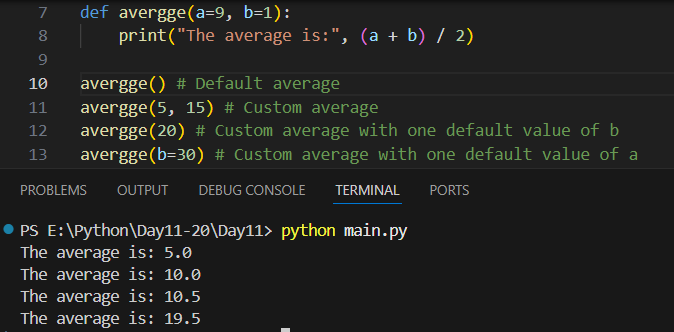 7 def avergge(a=9, b=1):
8     print("The average is:", (a + b) / 2)
9
10 avergge() # Default average
11 avergge(5, 15) # Custom average
12 avergge(20) # Custom average with one default value of b
13 avergge(b=30) # Custom average with one default value of a
PROBLEMS OUTPUT DEBUG CONSOLE TERMINAL PORTS
PS E:\Python\Day11-20\Day11> python main.py
The average is: 5.0
The average is: 10.0
The average is: 10.5
The average is: 19.5